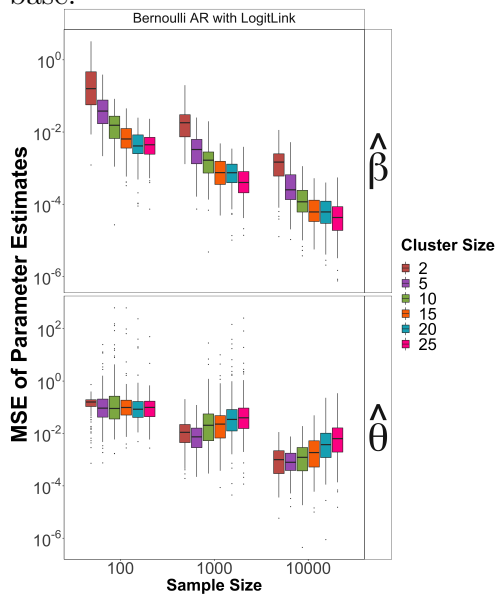 base.
Bernoulli AR with LogitLink
MSE of Parameter Estimates
10^0
10^-2
10^-4
10^-6
β̂
10^2
10^0
10^-2
10^-4
10^-6
θ̂
100 1000 10000
Sample Size
Cluster Size
2
5
10
15
20
25